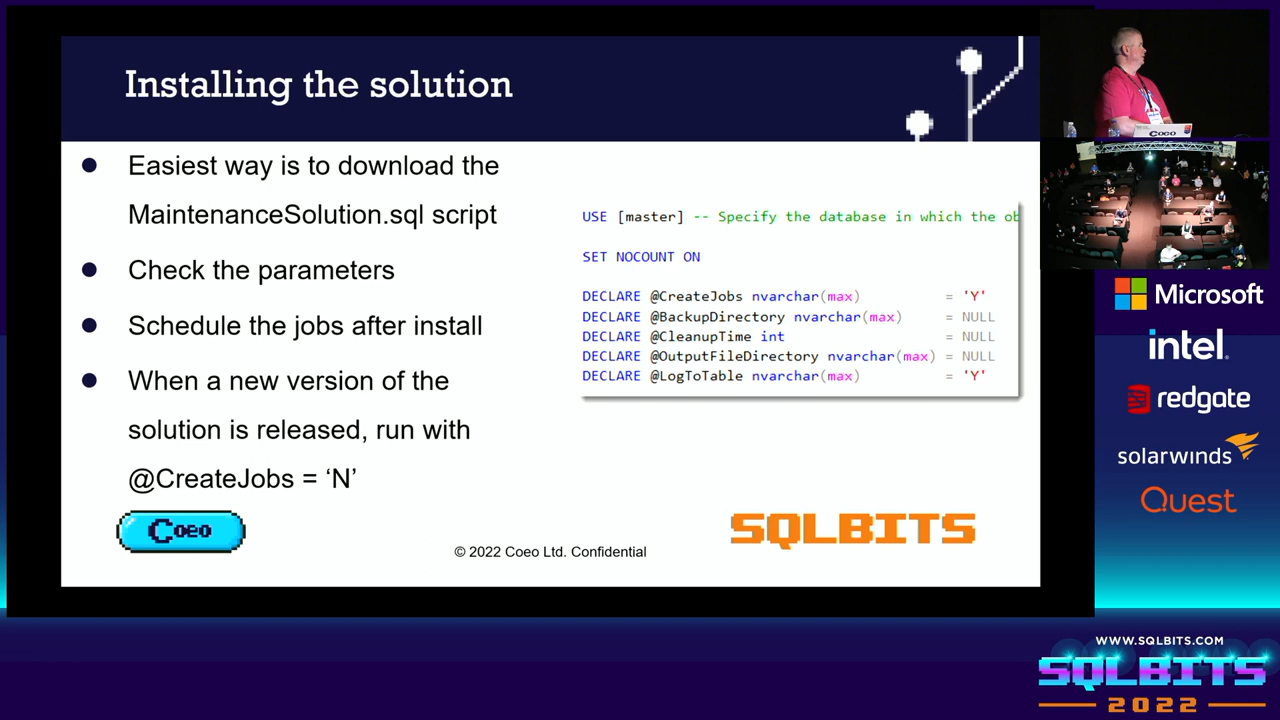 Installing the solution
Easiest way is to download the
MaintenanceSolution.sql script
Check the parameters
Schedule the jobs after install
When a new version of the
solution is released, run with
@CreateJobs = ‘N’
USE [master] -- Specify the database in which the ob
SET NOCOUNT ON
DECLARE @CreateJobs nvarchar(max) = 'Y'
DECLARE @BackupDirectory nvarchar(max) = NULL
DECLARE @CleanupTime int = NULL
DECLARE @OutputFileDirectory nvarchar(max) = NULL
DECLARE @LogToTable nvarchar(max) = 'Y'
Coeo
© 2022 Coeo Ltd. Confidential
SQLBITS
Coeo
Microsoft
intel.
redgate
solarwinds
Quest
WWW.SQLBITS.COM
SQLBITS
2022